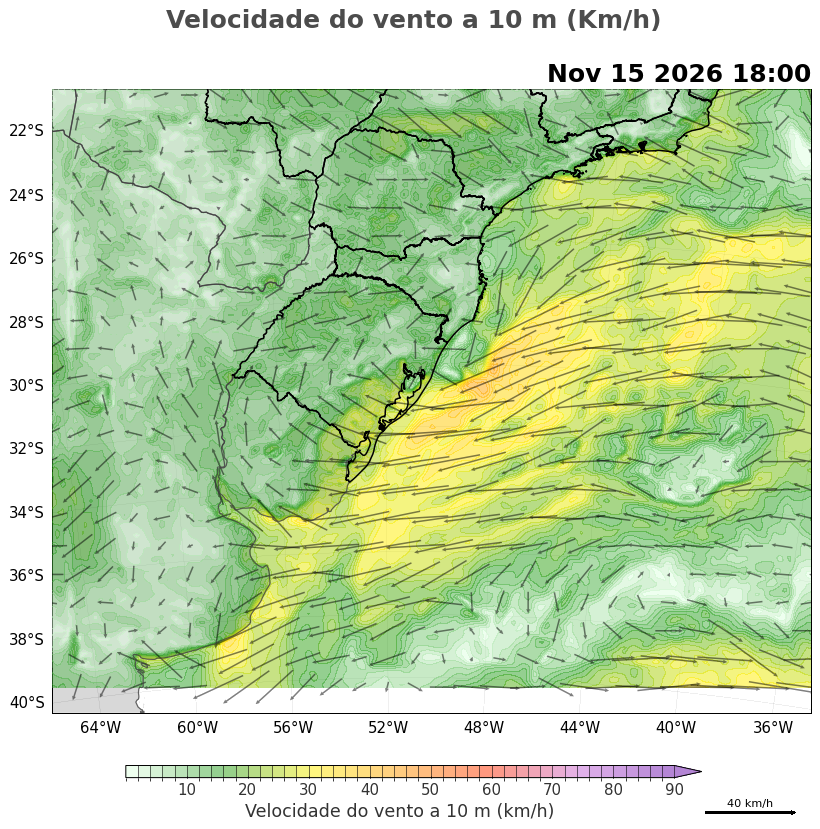 Velocidade do vento a 10 m (Km/h)
Nov 15 2026 18:00
22°S
24°S
26°S
28°S
30°S
32°S
34°S
36°S
38°S
40°S
64°W 60°W 56°W 52°W 48°W 44°W 40°W 36°W
10 20 30 40 50 60 70 80 90
Velocidade do vento a 10 m (km/h)
40 km/h